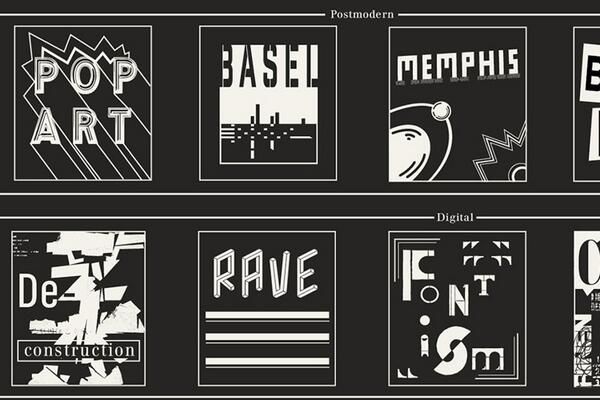 Postmodern
POP
ART
BASEL
MEMPHIS
Digital
De-
construction
RAVE
FoNT
iSm